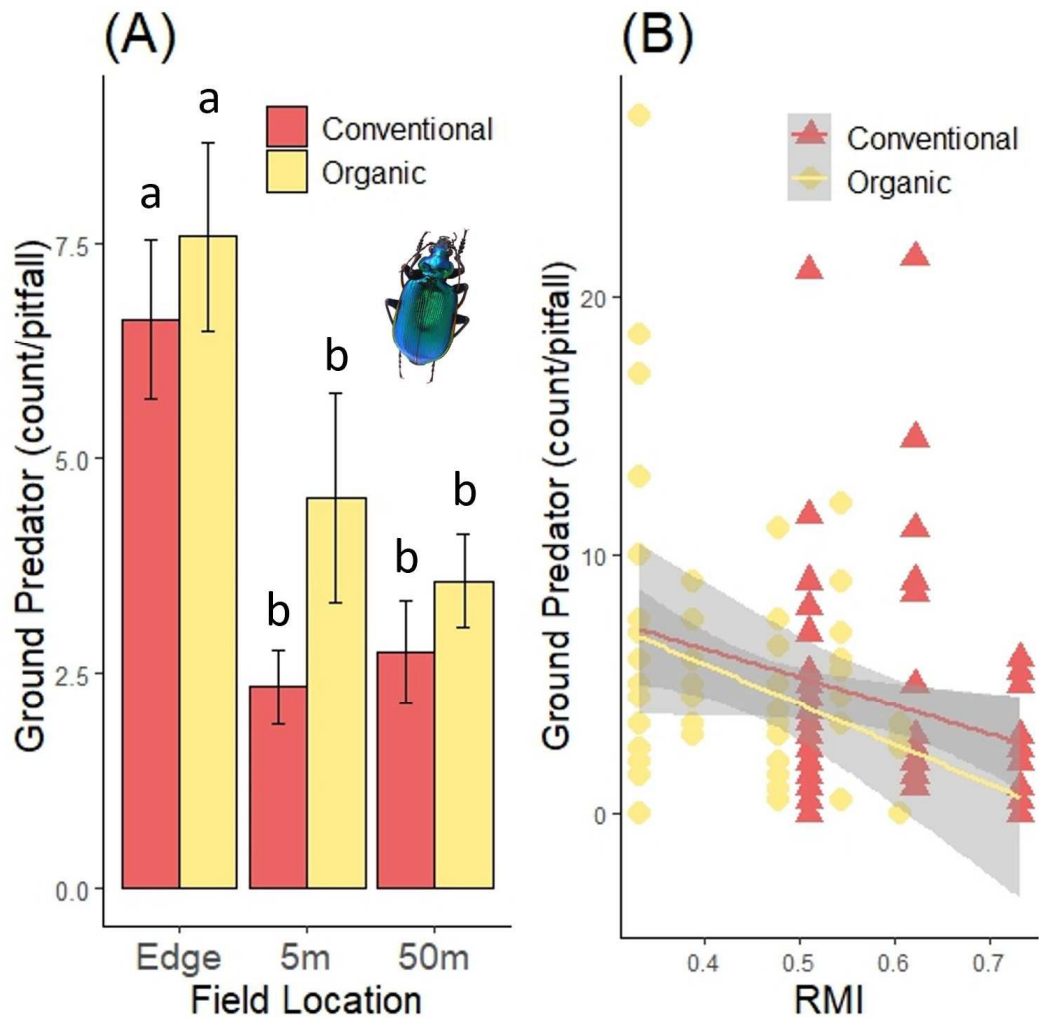 (A)
a
a
Conventional
Organic
b
b
b
b
7.5
5.0
2.5
0.0
Ground Predator (count/pitfall)
Edge
5m
50m
Field Location
(B)
Conventional
Organic
20
10
0
Ground Predator (count/pitfall)
0.4
0.5
0.6
0.7
RMI